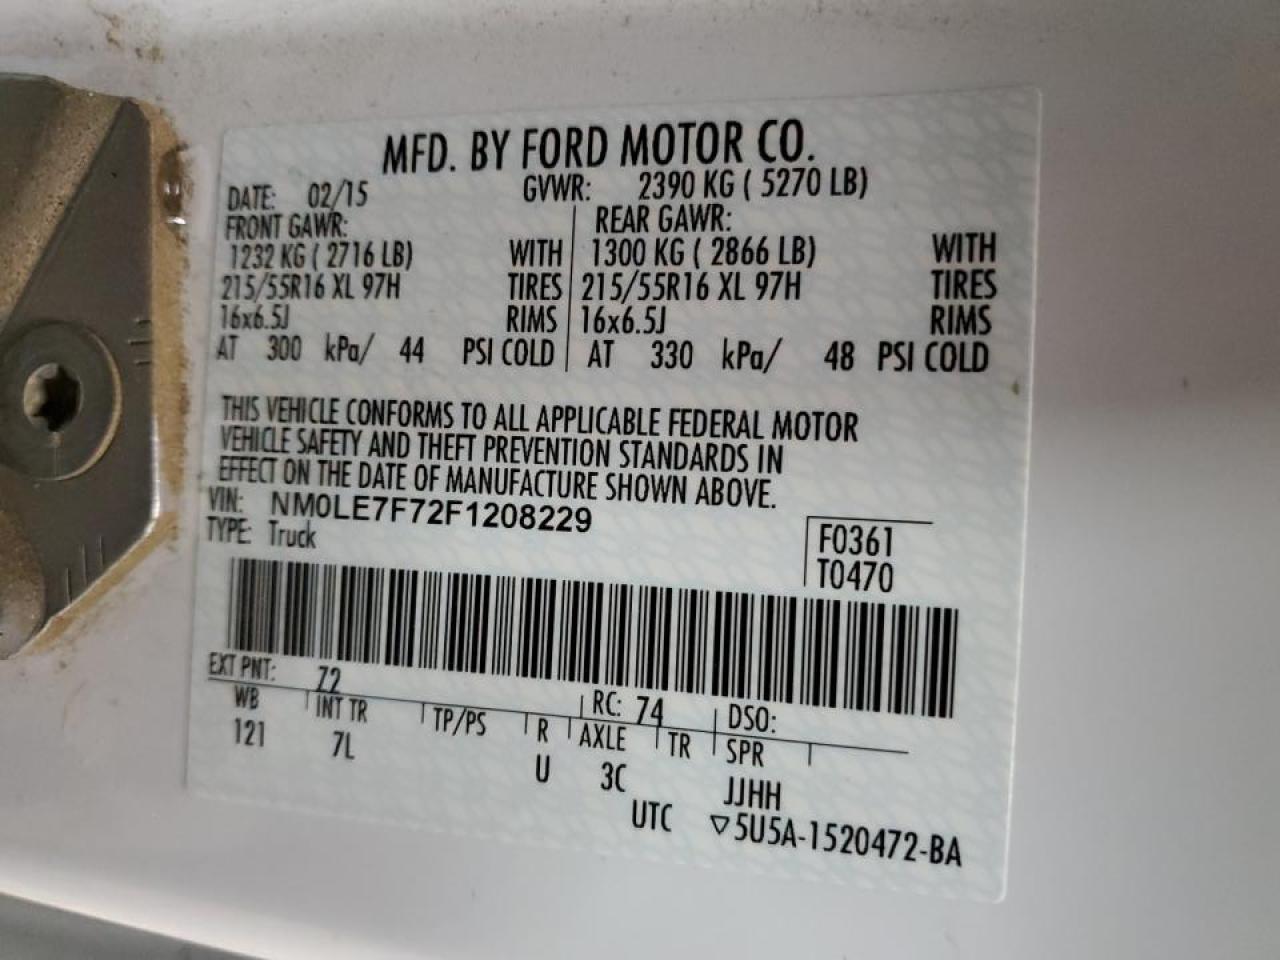 MFD. BY FORD MOTOR CO.
DATE: 02/15 GVWR: 2390 KG ( 5270 LB)
FRONT GAWR: REAR GAWR:
1232 KG ( 2716 LB) WITH 1300 KG ( 2866 LB) WITH
215/55R16 XL 97H TIRES 215/55R16 XL 97H TIRES
16x6.5J RIMS 16x6.5J RIMS
AT 300 kPa/ 44 PSI COLD AT 330 kPa/ 48 PSI COLD
THIS VEHICLE CONFORMS TO ALL APPLICABLE FEDERAL MOTOR
VEHICLE SAFETY AND THEFT PREVENTION STANDARDS IN
EFFECT ON THE DATE OF MANUFACTURE SHOWN ABOVE.
VIN: NM0LE7F72F1208229
TYPE: Truck
F0361
T0470
EXT PNT: 72 RC: 74 DSO:
WB INT TR TP/PS R AXLE TR SPR
121 7L U 3C JJHH
UTC ▽5U5A-1520472-BA